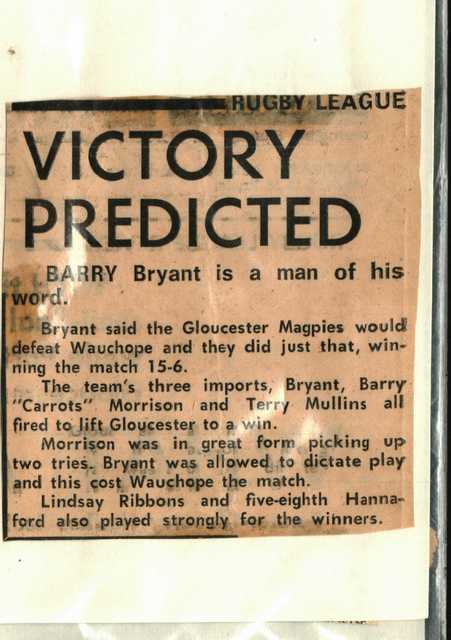 RUGBY LEAGUE
VICTORY
PREDICTED
BARRY Bryant is a man of his
word.
Bryant said the Gloucester Magpies would
defeat Wauchope and they did just that, win-
ning the match 15-6.
The team's three imports, Bryant, Barry
"Carrots" Morrison and Terry Mullins all
fired to lift Gloucester to a win.
Morrison was in great form picking up
two tries. Bryant was allowed to dictate play
and this cost Wauchope the match.
Lindsay Ribbons and five-eighth Hanna-
ford also played strongly for the winners.